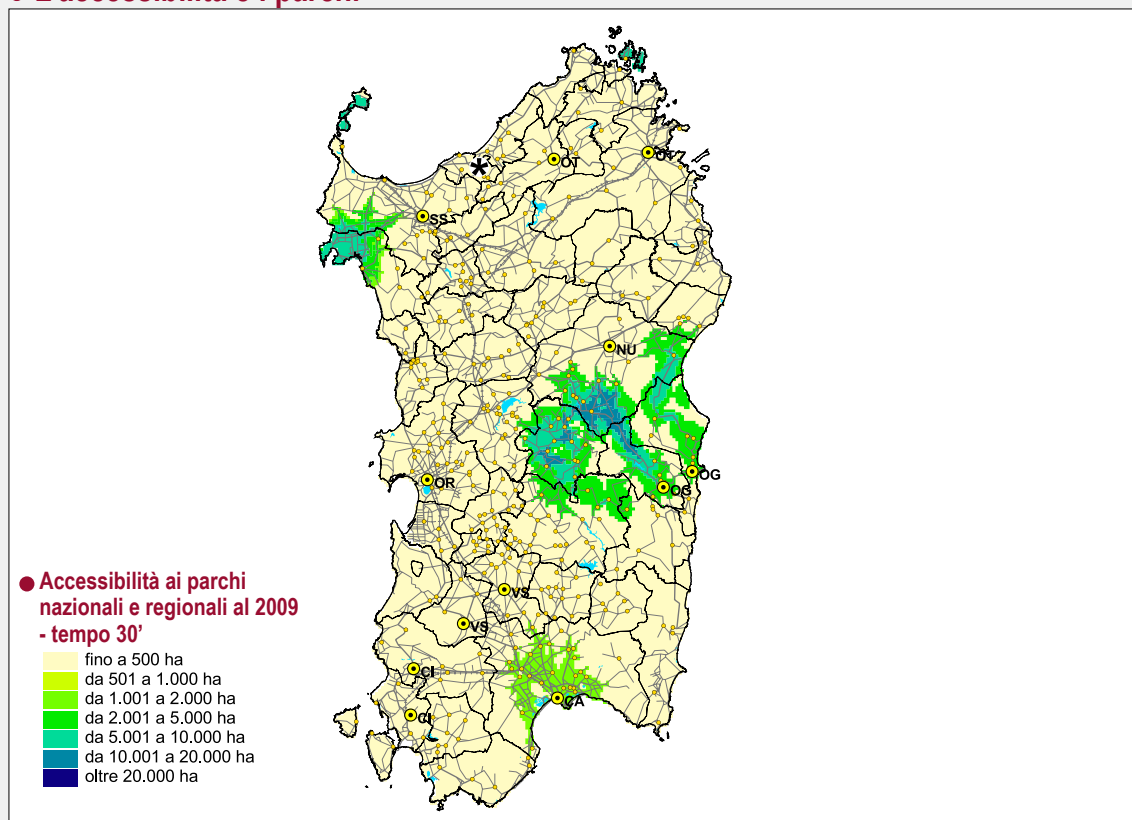 OT
OT
SS
NU
OG
OG
OR
VS
VS
CI
CI
CA
*
Accessibilità ai parchi
nazionali e regionali al 2009
- tempo 30'
fino a 500 ha
da 501 a 1.000 ha
da 1.001 a 2.000 ha
da 2.001 a 5.000 ha
da 5.001 a 10.000 ha
da 10.001 a 20.000 ha
oltre 20.000 ha